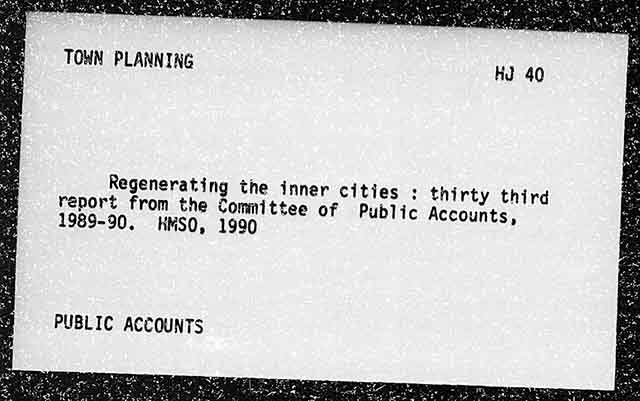 TOWN PLANNING
HJ 40
Regenerating the inner cities : thirty third
report from the Committee of Public Accounts,
1989-90. HMSO, 1990
PUBLIC ACCOUNTS